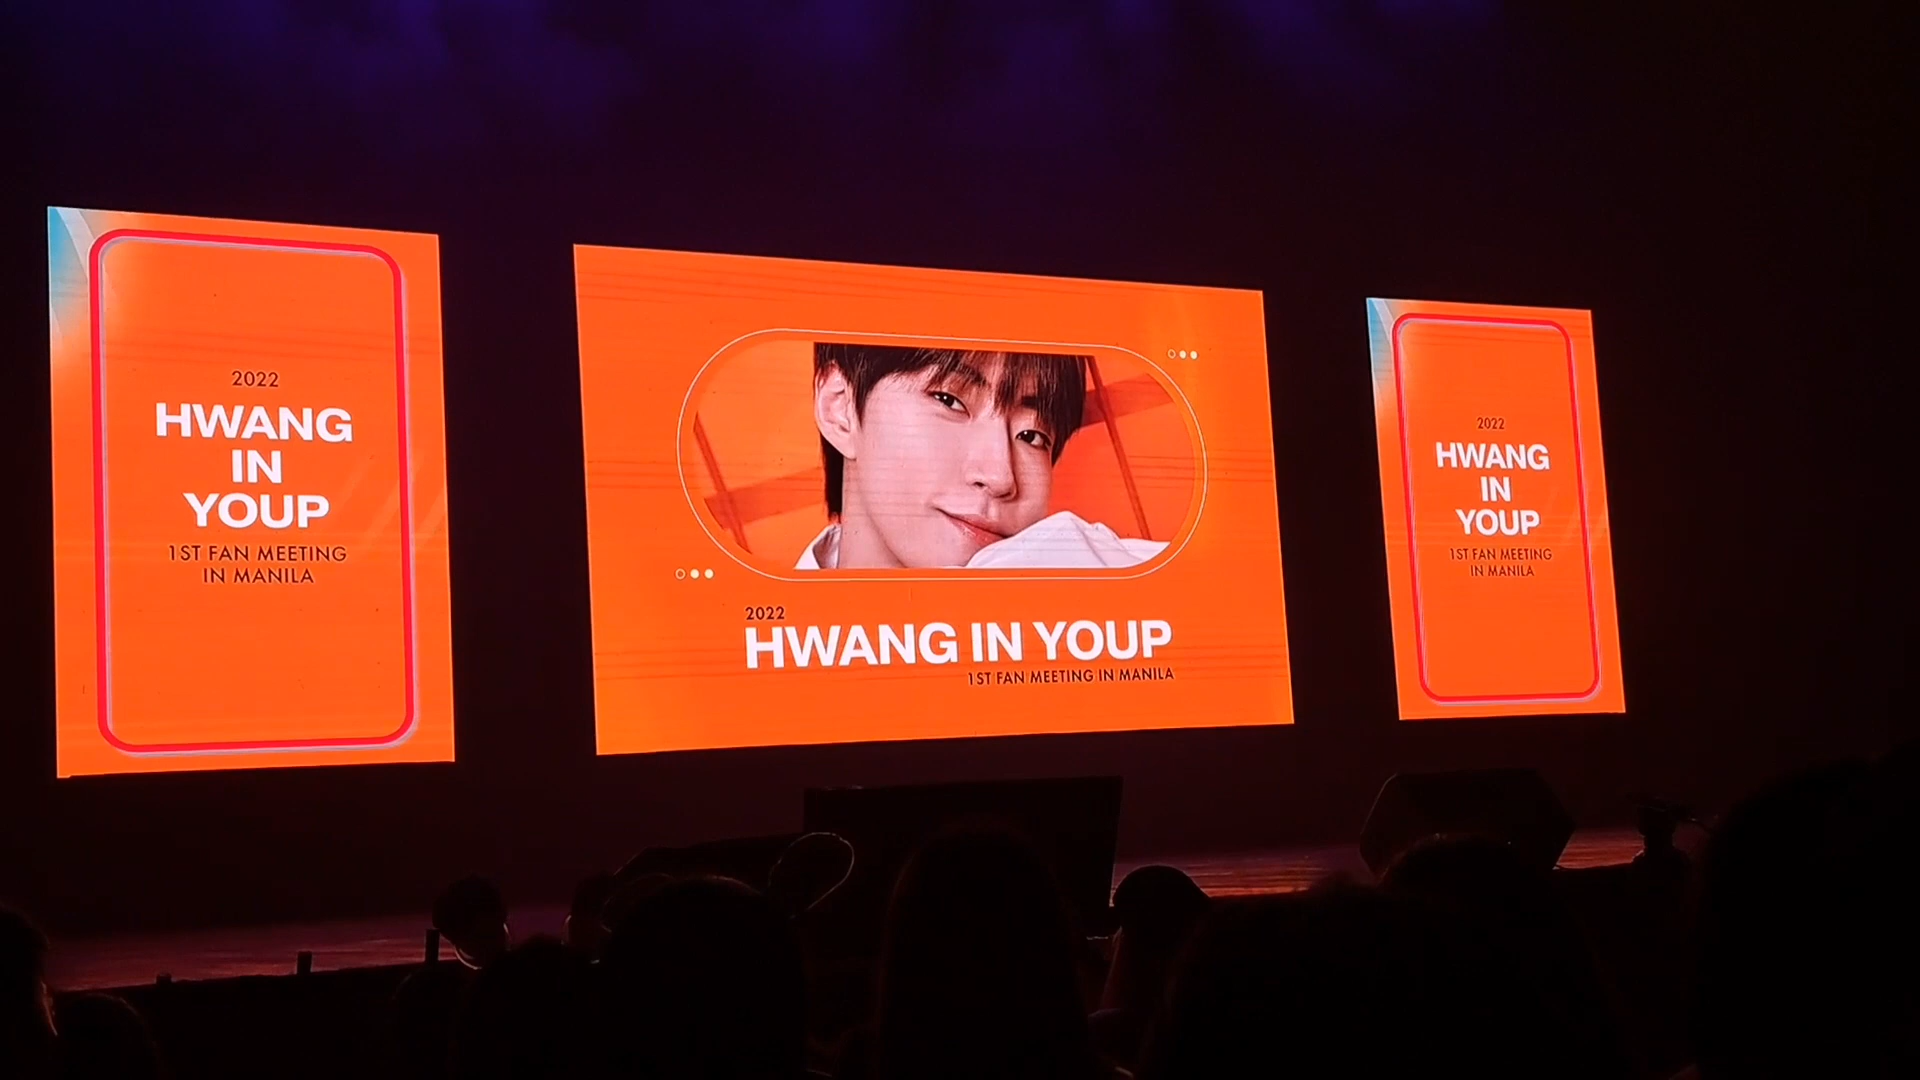 2022
HWANG
IN
YOUP
1ST FAN MEETING
IN MANILA
2022
HWANG IN YOUP
1ST FAN MEETING IN MANILA
2022
HWANG
IN
YOUP
1ST FAN MEETING
IN MANILA